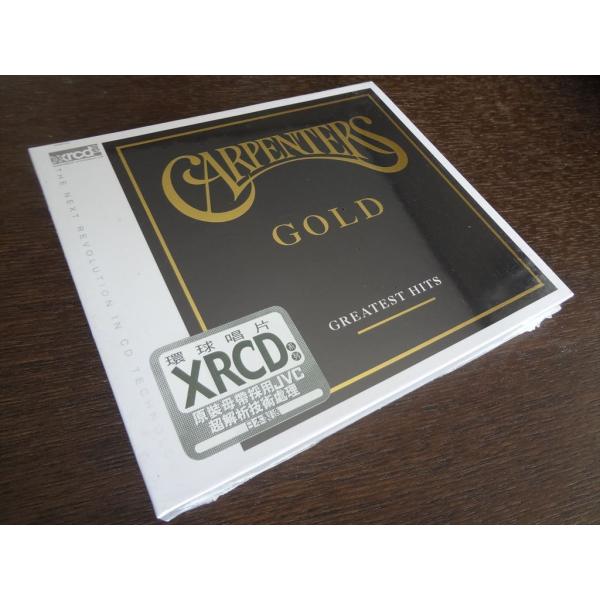 xrcd
THE NEXT REVOLUTION IN CD TECHNO
CARPENTERS
GOLD
GREATEST HITS
環球唱片
XRCD
原裝母帶採用JVC
超解析技術處理